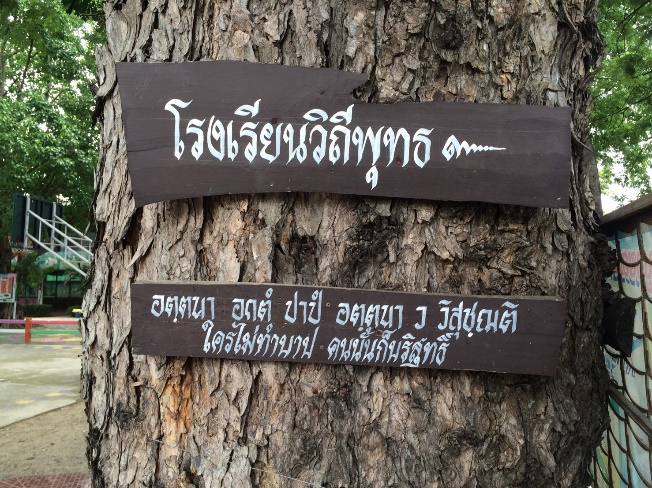 โรงเรียนวิถีพุทธ
อตฺตนา อกตํ ปาปํ อตฺตนา ว วิสุชฺฌติ
ใครไม่ทำบาป คนนั้นก็บริสุทธิ์